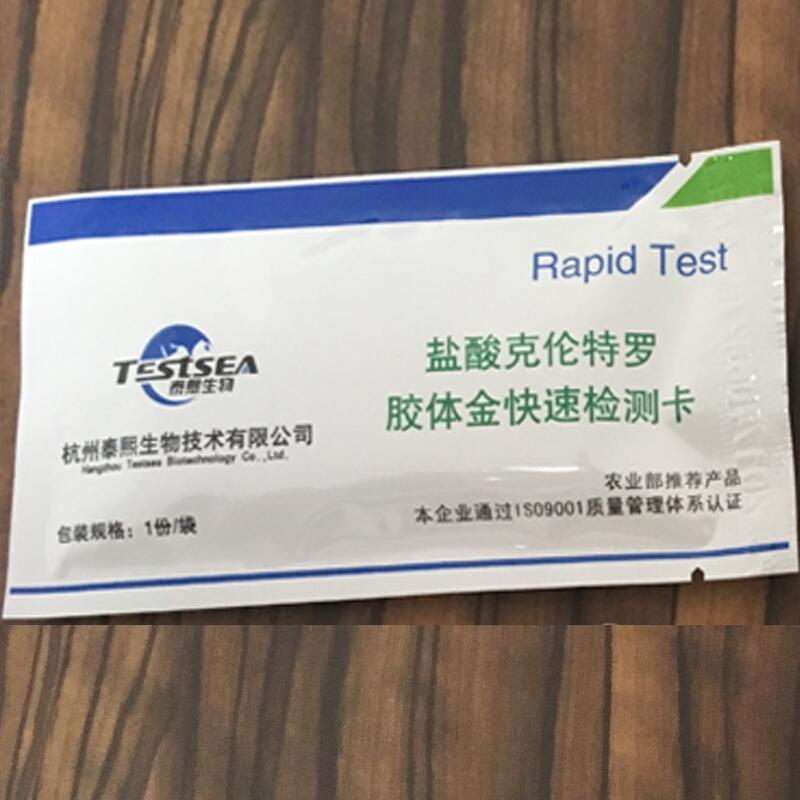 Rapid Test
TESTSEA
泰熙生物
盐酸克伦特罗
胶体金快速检测卡
杭州泰熙生物技术有限公司
Hangzhou Testsea Biotechnology Co.,Ltd.
农业部推荐产品
本企业通过ISO9001质量管理体系认证
包装规格：1份/袋